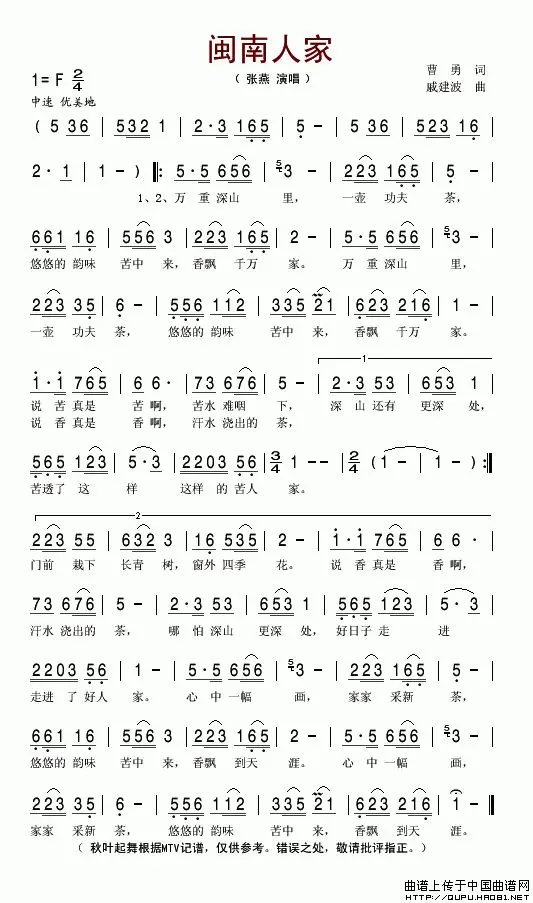 闽南人家
1=F 2/4
（张燕 演唱）
曹 勇 词
中速 优美地
戚建波 曲
( 5 36 | 532 1 | 2·3 165 | 5 - | 5 36 | 523 16 |
2· 1 | 1 - ) |: 5·5 656 | 53 - | 223 165 | 5 - |
1、2、万 重 深山 里， 一壶 功夫 茶，
661 16 | 556 3 | 223 165 | 2 - | 5·5 656 | 53 - |
悠悠的 韵味 苦中 来，香飘 千万 家。 万 重 深山 里，
223 35 | 6 - | 556 112 | 335 21 | 623 216 | 1 - |
一壶 功夫 茶， 悠悠的 韵味 苦中 来， 香飘 千万 家。
1
1·1 765 | 6 6· | 73 676 | 5 - | 2·3 53 | 653 1 |
说 苦 真是 苦 啊， 苦水 难咽 下， 深 山 还有 更深 处，
说 香 真是 香 啊， 汗水 浇出的 茶，
565 123 | 5·3 | 2203 56 | 3/4 1 - - | 2/4 (1 - | 1 - ) :|
苦透了 这 样 这样 的 苦人 家。
2
223 55 | 632 3 | 16 535 | 2 - | 1·1 765 | 6 6· |
门前 栽下 长青 树，窗外 四季 花。 说 香 真是 香 啊，
73 676 | 5 - | 2·3 53 | 653 1 | 565 123 | 5· 3 |
汗水 浇出的 茶， 哪 怕 深山 更深 处， 好日子 走 进
2203 56 | 1 - | 5·5 656 | 53 - | 223 165 | 5 - |
走进 了 好人 家。 心 中 一幅 画， 家家 采新 茶，
661 16 | 556 3 | 223 165 | 2 - | 5·5 656 | 53 - |
悠悠的 韵味 苦中 来，香飘 到天 涯。 心 中 一幅 画，
223 35 | 6 - | 556 112 | 335 21 | 623 216 | 1 - ‖
家家 采新 茶， 悠悠的 韵味 苦中 来， 香飘 到天 涯。
（ 秋叶起舞根据MTV记谱，仅供参考。错误之处，敬请批评指正。）
曲谱上传于中国曲谱网
http://QUPU.HAO81.NET